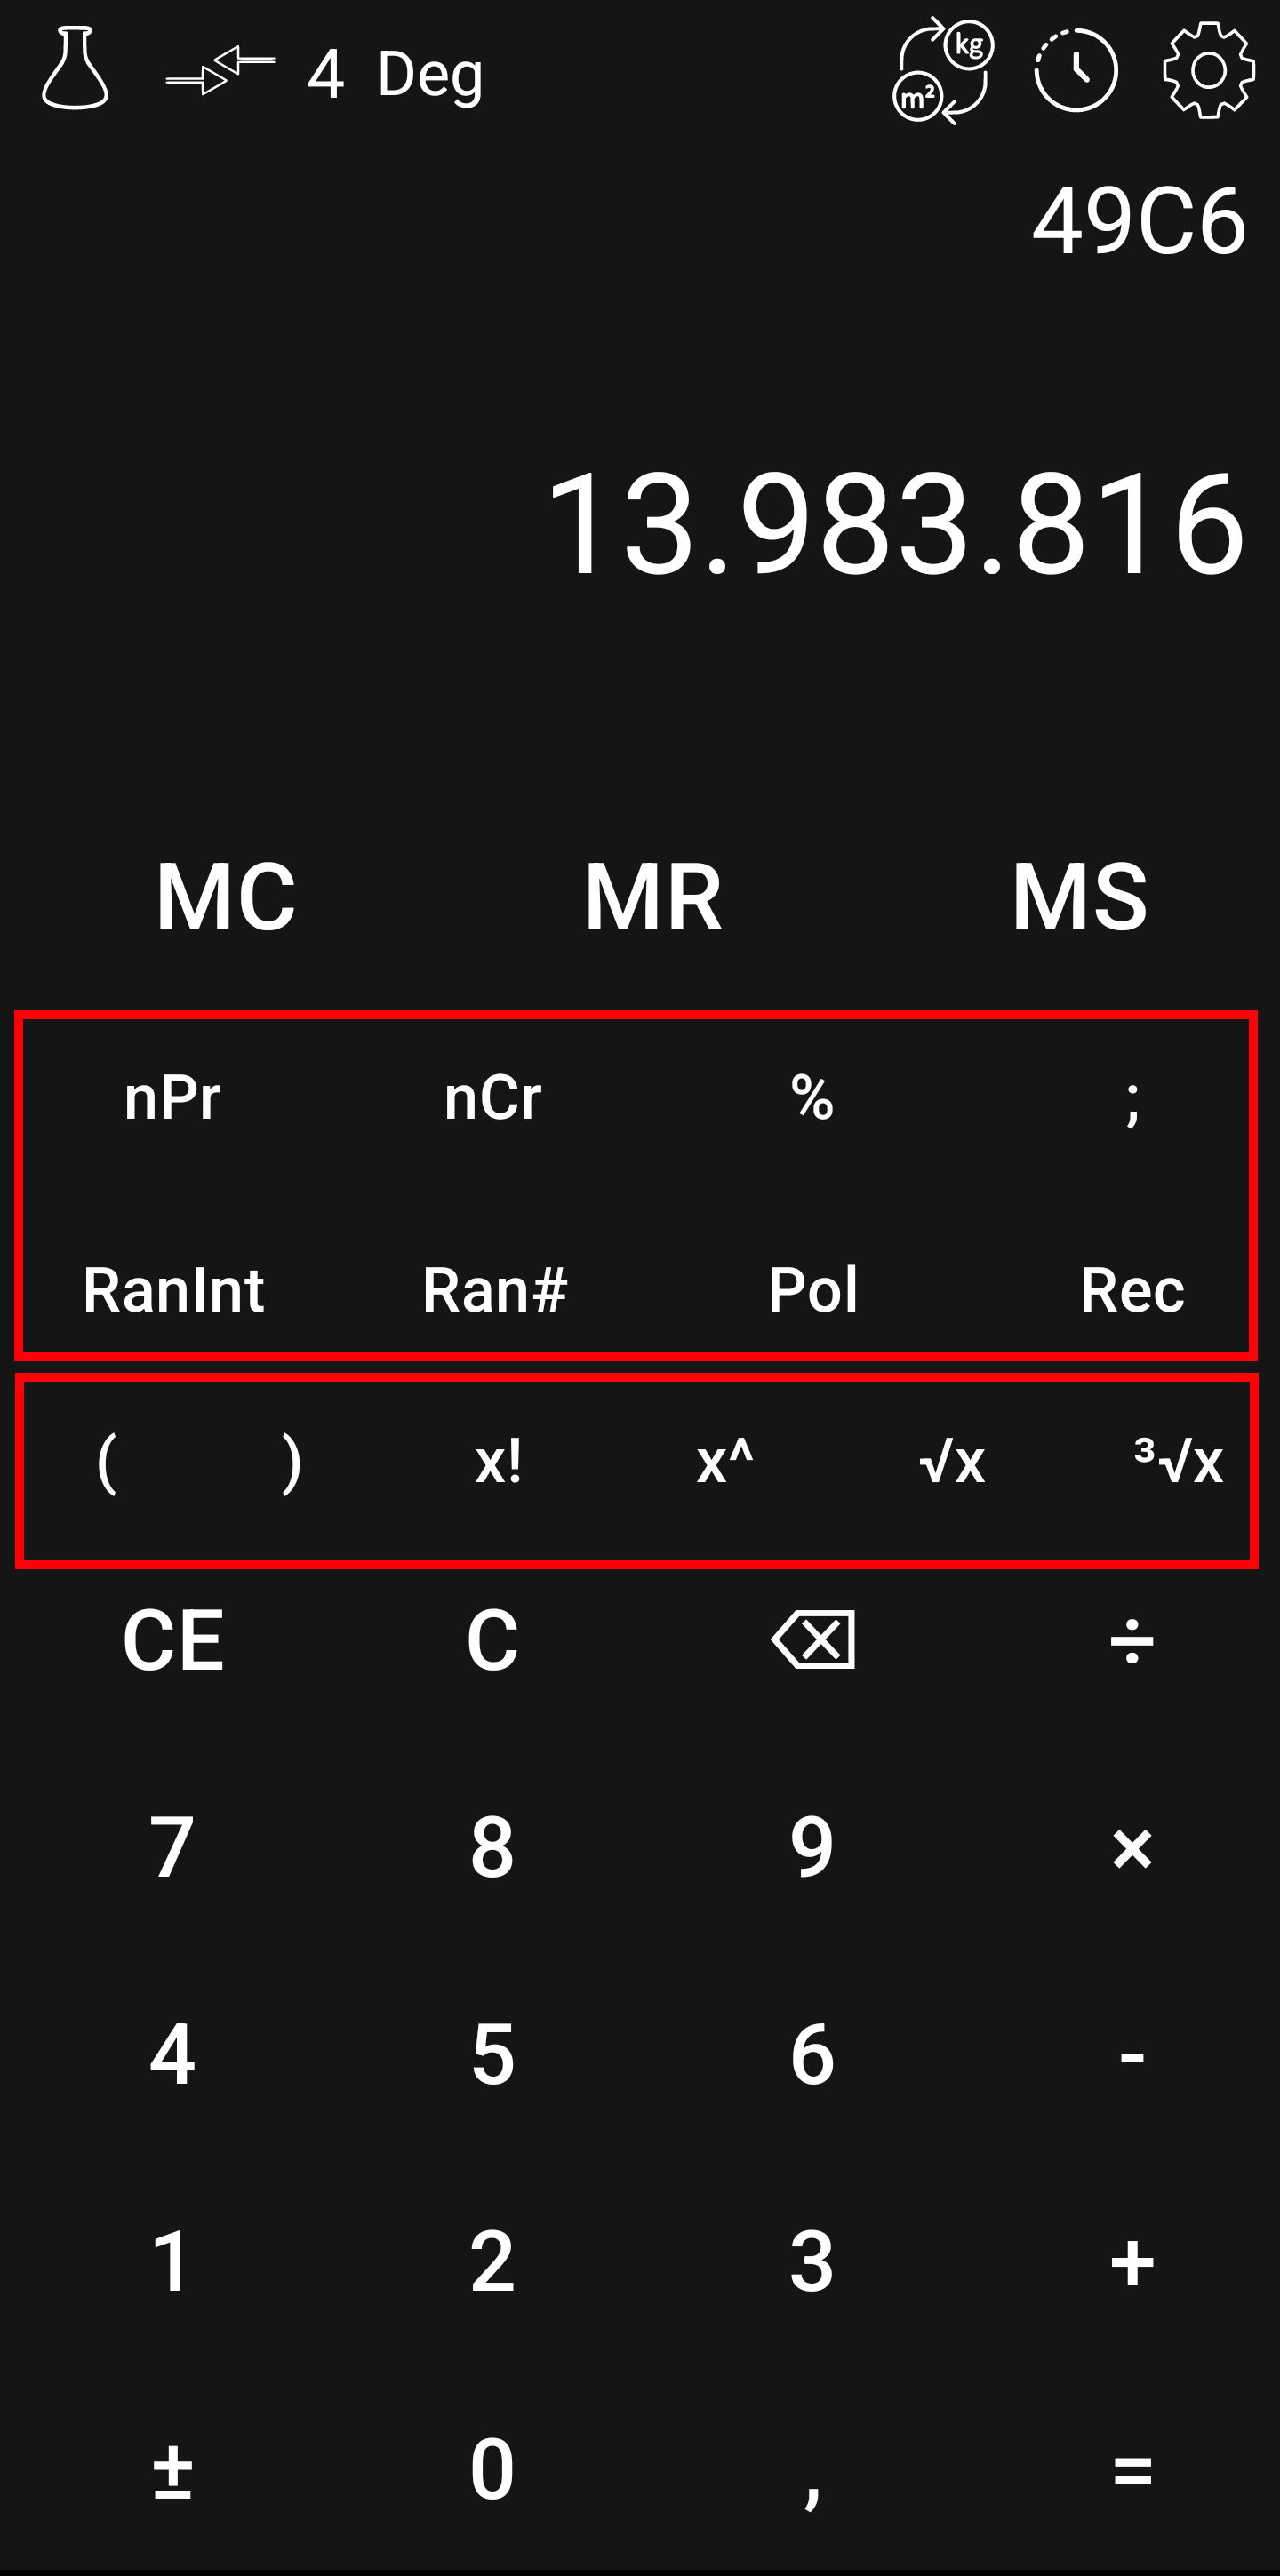 4 Deg kg m²
49C6
13.983.816
MC MR MS
nPr nCr % ;
RanInt Ran# Pol Rec
( ) x! x^ √x ³√x
CE C ÷
7 8 9 ×
4 5 6 -
1 2 3 +
± 0 , =